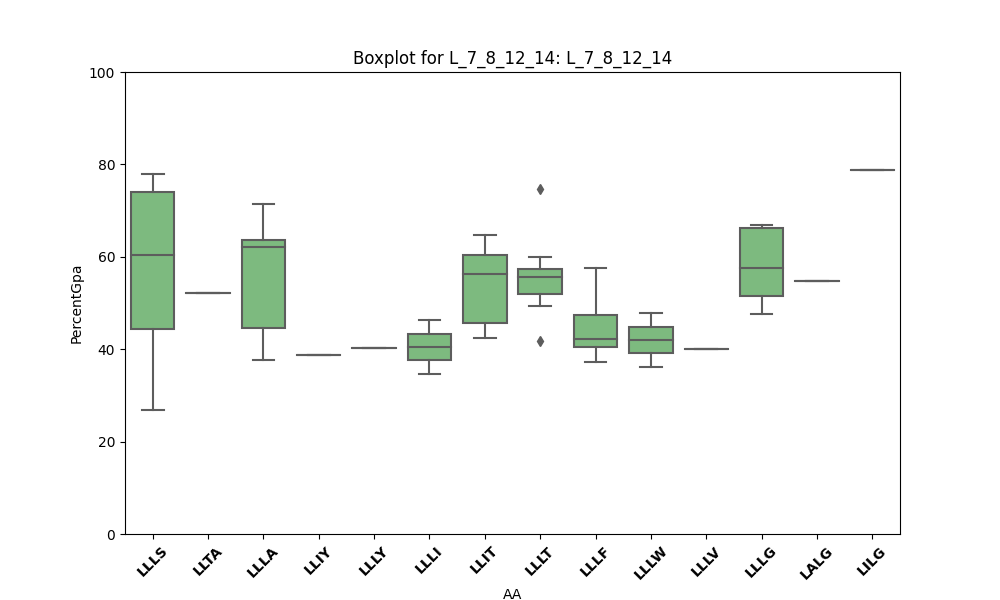 Boxplot for L_7_8_12_14: L_7_8_12_14
100
80
60
40
20
0
PercentGpa
LLLS LLTA LLLA LLIY LLLY LLLI LLIT LLLT LLLF LLLW LLLV LLLG LALG LILG
AA